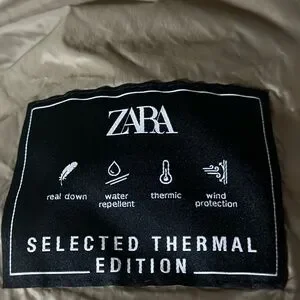 ZARA
real down water repellent thermic wind protection
SELECTED THERMAL
EDITION